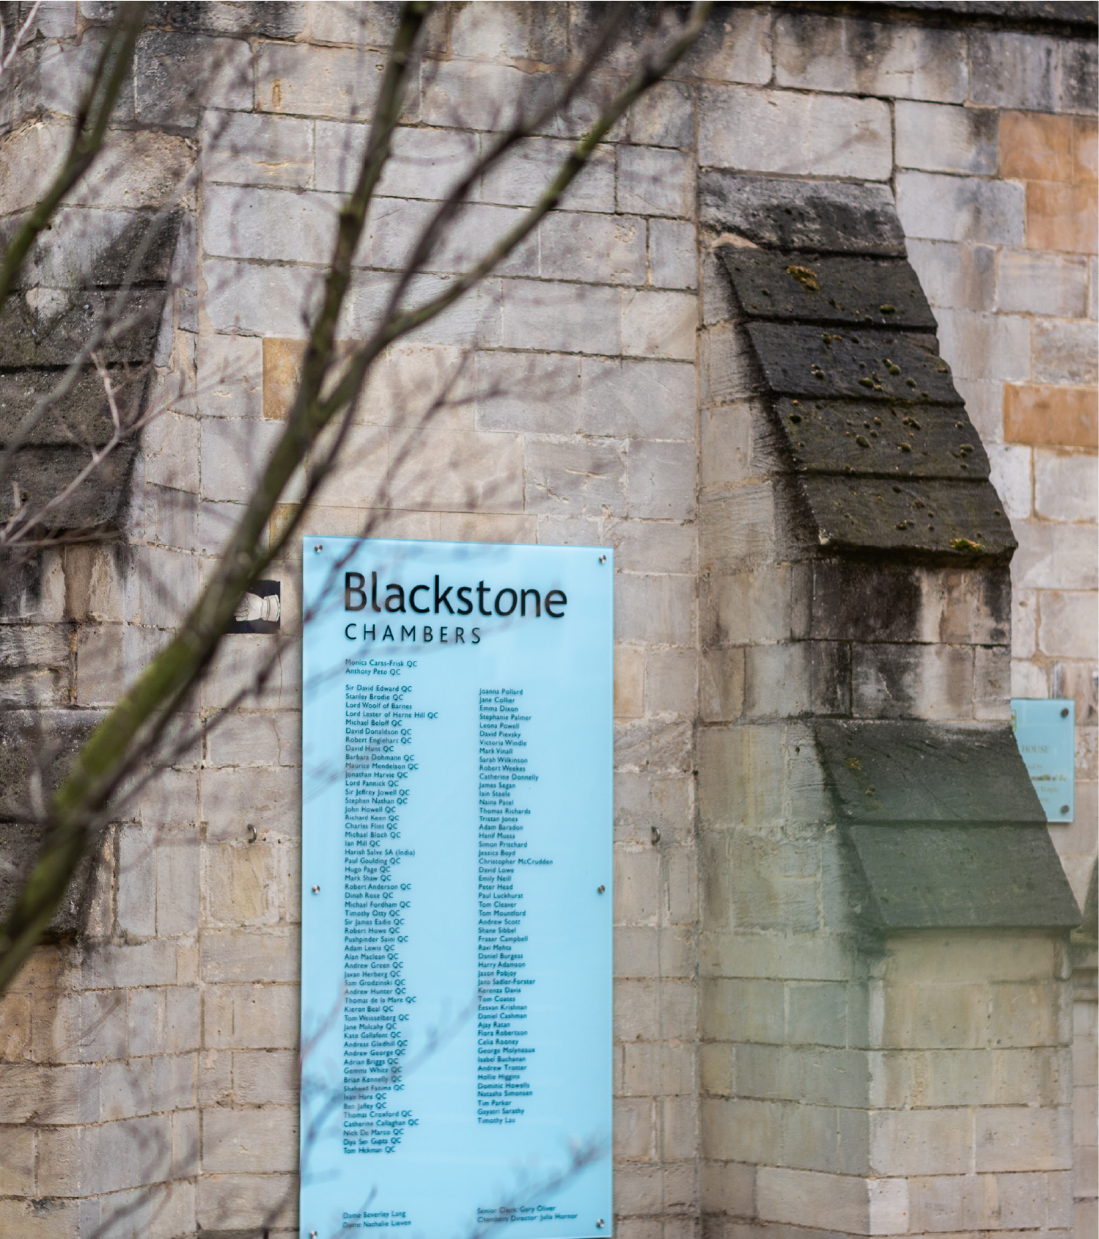 Blackstone
CHAMBERS
Monica Carss-Frisk QC
Anthony Peto QC
Sir David Edward QC
Stanley Brodie QC
Lord Woolf of Barnes
Lord Lester of Herne Hill QC
Michael Beloff QC
David Donaldson QC
Robert Englehart QC
David Hunt QC
Barbara Dohmann QC
Maurice Mendelson QC
Jonathan Harvie QC
Lord Pannick QC
Sir Jeffrey Jowell QC
Stephen Nathan QC
John Howell QC
Richard Keen QC
Charles Flint QC
Michael Bloch QC
Ian Mill QC
Harish Salve SA (India)
Paul Goulding QC
Hugo Page QC
Mark Shaw QC
Robert Anderson QC
Dinah Rose QC
Michael Fordham QC
Timothy Otty QC
Sir James Eadie QC
Robert Howe QC
Pushpinder Saini QC
Adam Lewis QC
Alan Maclean QC
Andrew Green QC
Javan Herberg QC
Sam Grodzinski QC
Andrew Hunter QC
Thomas de la Mare QC
Kieron Beal QC
Tom Weisselberg QC
Jane Mulcahy QC
Kate Gallafent QC
Andreas Gledhill QC
Andrew George QC
Adrian Briggs QC
Gemma White QC
Brian Kennelly QC
Shaheed Fatima QC
Ivan Hare QC
Ben Jaffey QC
Thomas Croxford QC
Catherine Callaghan QC
Nick De Marco QC
Diya Sen Gupta QC
Tom Hickman QC
Joanna Pollard
Jane Collier
Emma Dixon
Stephanie Palmer
Leona Powell
David Pievsky
Victoria Windle
Mark Vinall
Sarah Wilkinson
Robert Weekes
Catherine Donnelly
James Segan
Iain Steele
Naina Patel
Thomas Richards
Tristan Jones
Adam Baradon
Hanif Mussa
Simon Pritchard
Jessica Boyd
Christopher McCrudden
David Lowe
Emily Neill
Peter Head
Paul Luckhurst
Tom Cleaver
Tom Mountford
Andrew Scott
Shane Sibbel
Fraser Campbell
Ravi Mehta
Daniel Burgess
Harry Adamson
Jason Pobjoy
Jana Sadler-Forster
Kerenza Davis
Tom Coates
Eesvan Krishnan
Daniel Cashman
Ajay Ratan
Flora Robertson
Celia Rooney
George Molyneaux
Isabel Buchanan
Andrew Trotter
Hollie Higgins
Dominic Howells
Natasha Simonsen
Tim Parker
Gayatri Sarathy
Timothy Lau
Dame Beverley Lang
Dame Nathalie Lieven
Senior Clerk: Gary Oliver
Chambers Director: Julia Hornor
HOUSE